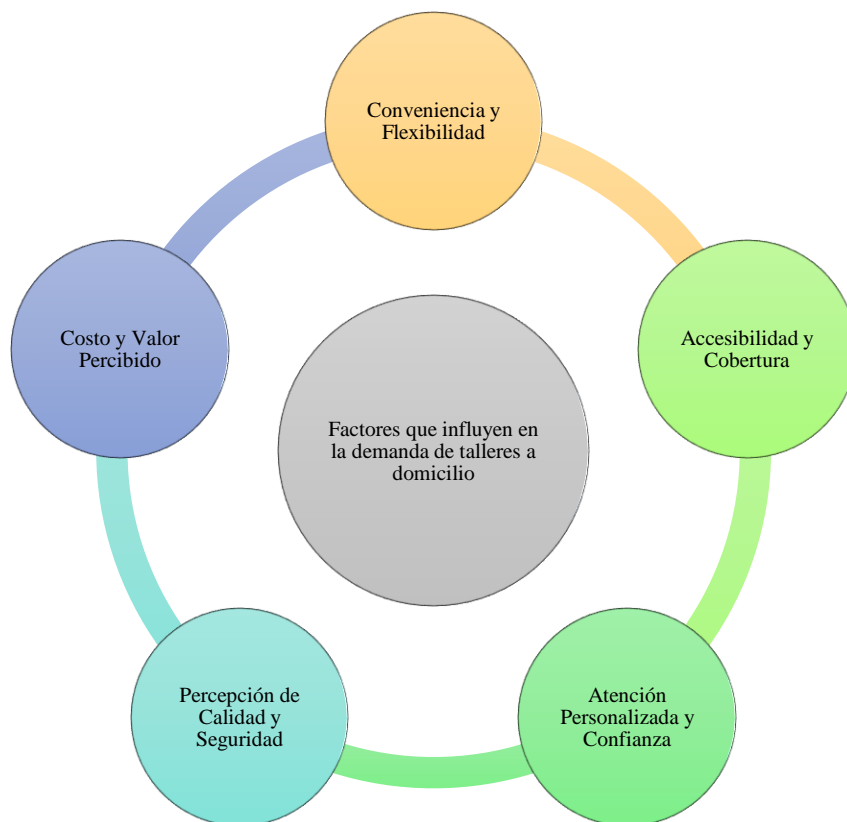 Conveniencia y
Flexibilidad
Accesibilidad y
Cobertura
Atención
Personalizada y
Confianza
Percepción de
Calidad y
Seguridad
Costo y Valor
Percibido
Factores que influyen en
la demanda de talleres a
domicilio